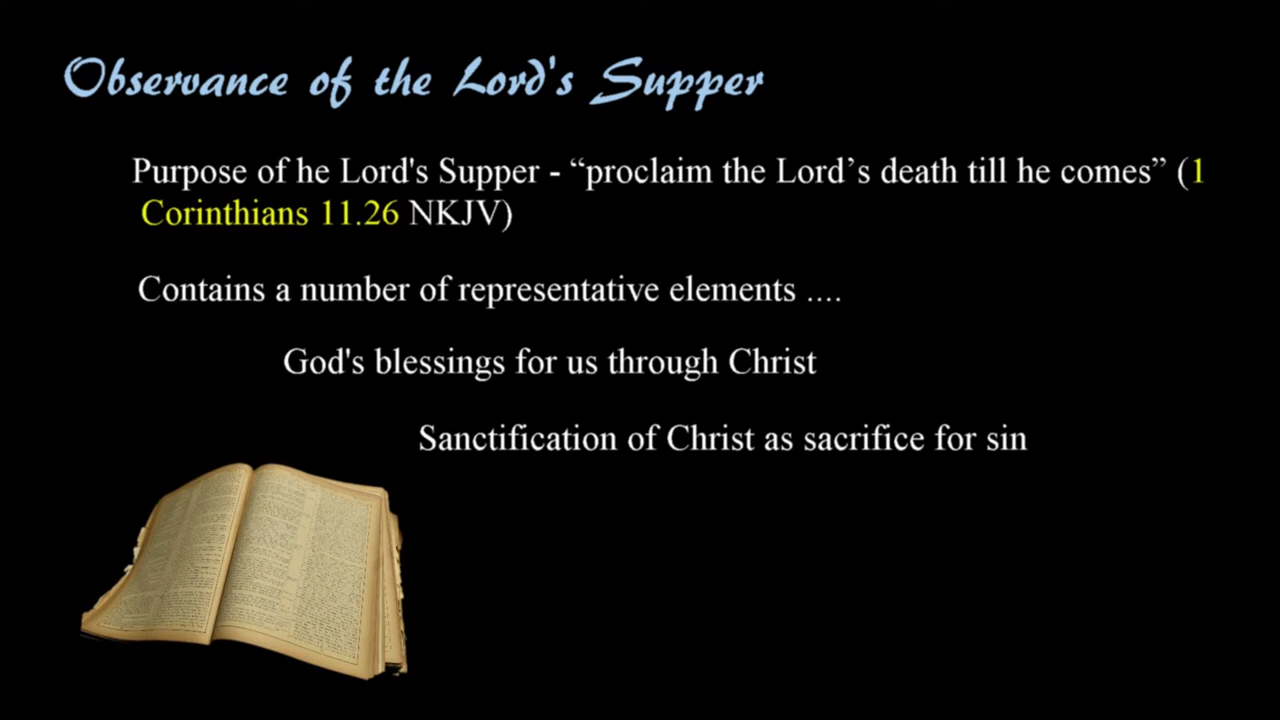 Observance of the Lord's Supper
Purpose of he Lord's Supper - “proclaim the Lord’s death till he comes” (1
Corinthians 11.26 NKJV)
Contains a number of representative elements ....
God's blessings for us through Christ
Sanctification of Christ as sacrifice for sin